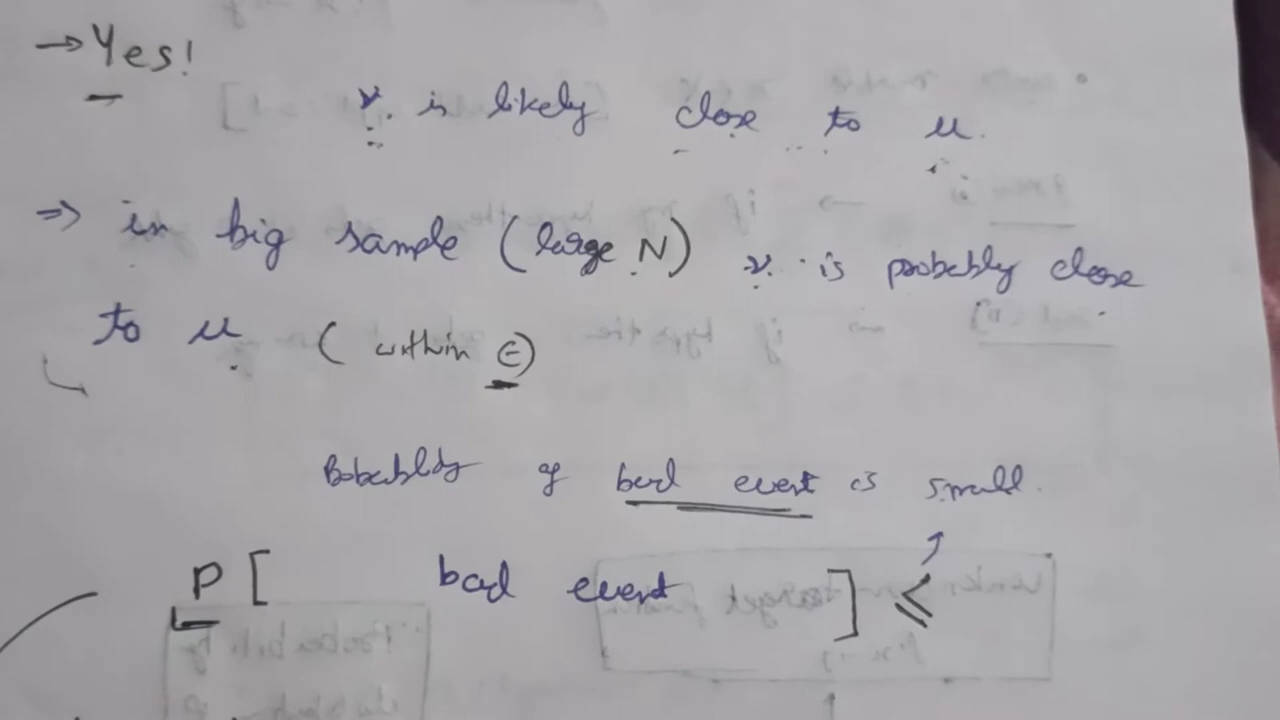 → Yes!
ν is likely close to μ.
⇒ in big sample (large N) ν is probably close
to μ (within ∈)
Probability of bad event is small.
P [ bad event ] ≤